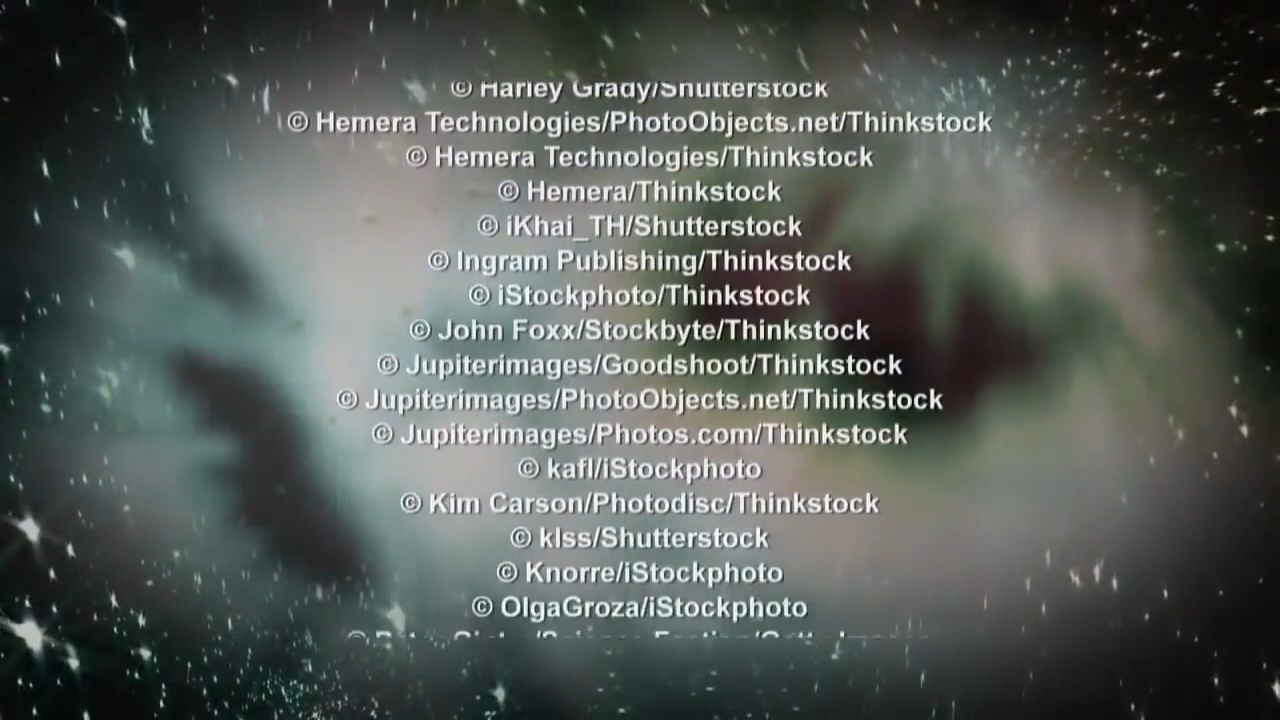 © Harley Grady/Shutterstock
© Hemera Technologies/PhotoObjects.net/Thinkstock
© Hemera Technologies/Thinkstock
© Hemera/Thinkstock
© iKhai_TH/Shutterstock
© Ingram Publishing/Thinkstock
© iStockphoto/Thinkstock
© John Foxx/Stockbyte/Thinkstock
© Jupiterimages/Goodshoot/Thinkstock
© Jupiterimages/PhotoObjects.net/Thinkstock
© Jupiterimages/Photos.com/Thinkstock
© kafl/iStockphoto
© Kim Carson/Photodisc/Thinkstock
© klss/Shutterstock
© Knorre/iStockphoto
© OlgaGroza/iStockphoto